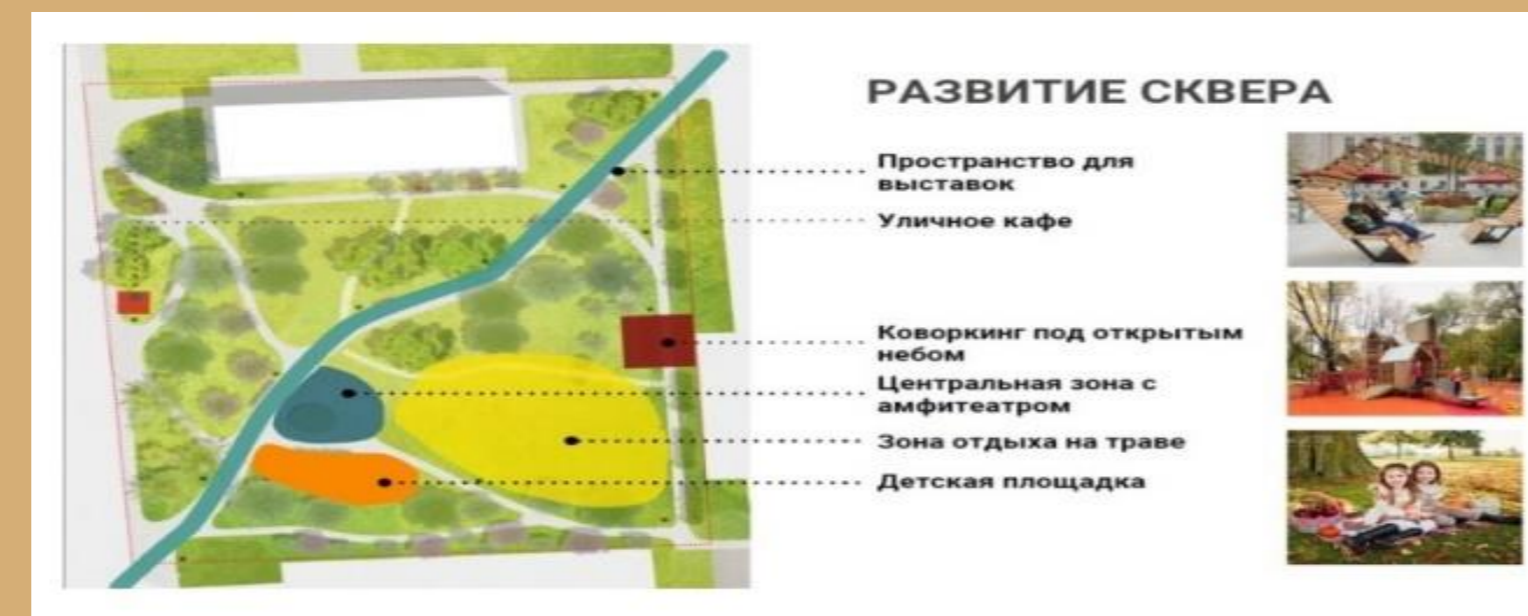 РАЗВИТИЕ СКВЕРА
Пространство для
выставок
Уличное кафе
Коворкинг под открытым
небом
Центральная зона с
амфитеатром
Зона отдыха на траве
Детская площадка